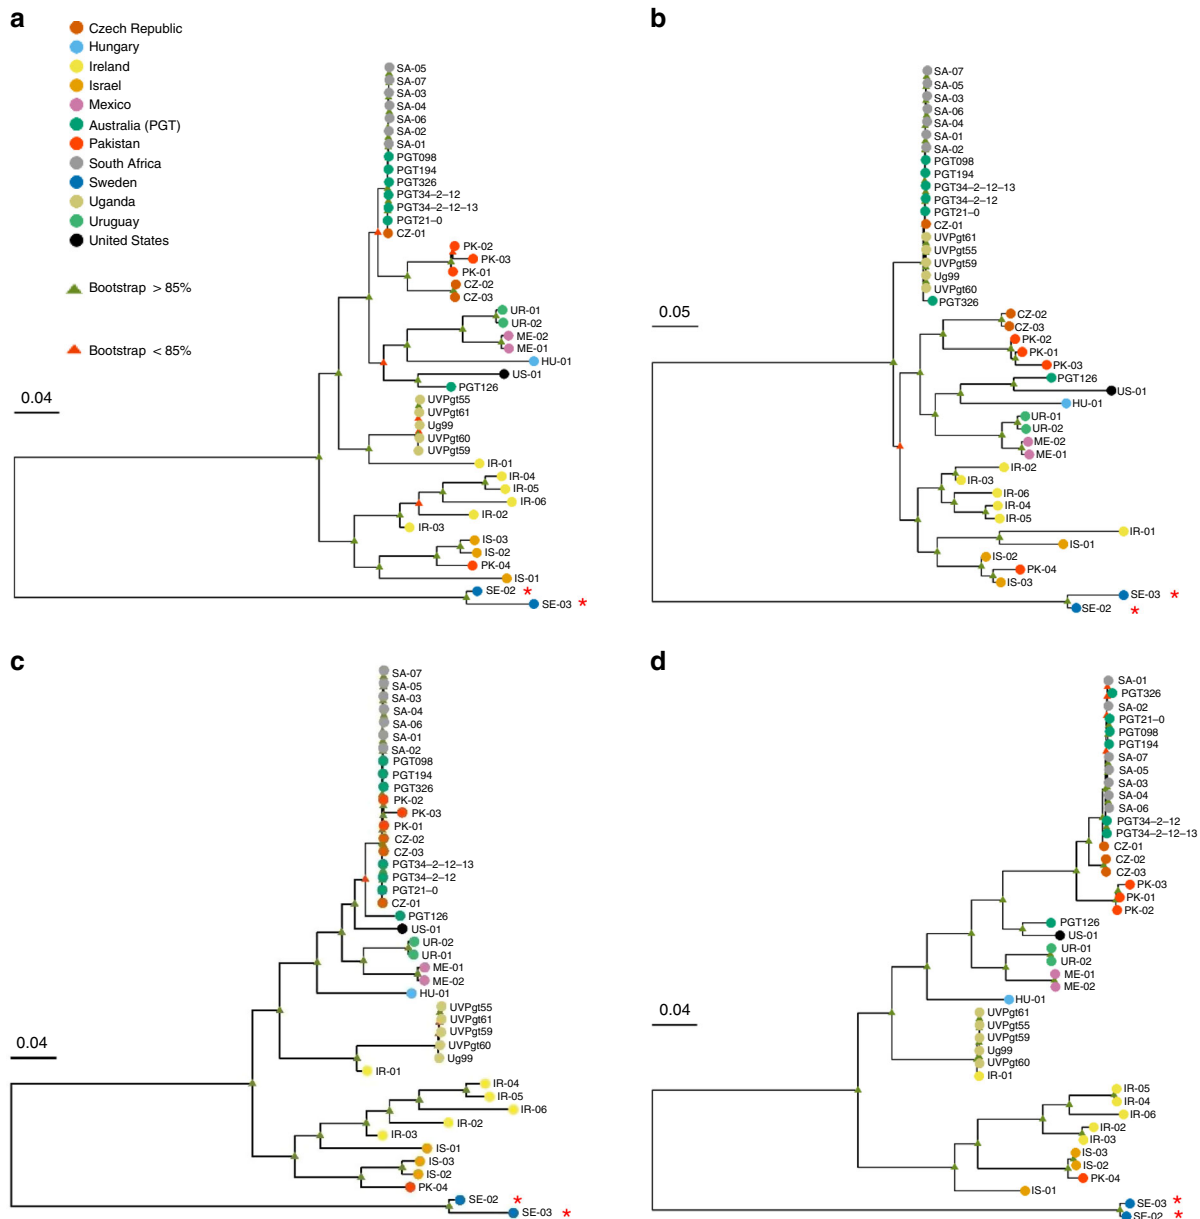 a
Czech Republic
Hungary
Ireland
Israel
Mexico
Australia (PGT)
Pakistan
South Africa
Sweden
Uganda
Uruguay
United States
Bootstrap > 85%
Bootstrap < 85%
0.04
SA-05
SA-07
SA-03
SA-04
SA-06
SA-02
SA-01
PGT098
PGT194
PGT326
PGT34–2–12
PGT34–2–12–13
PGT21–0
CZ-01
PK-02
PK-03
PK-01
CZ-02
CZ-03
UR-01
UR-02
ME-02
ME-01
HU-01
US-01
PGT126
UVPgt55
UVPgt61
Ug99
UVPgt60
UVPgt59
IR-01
IR-04
IR-05
IR-06
IR-02
IR-03
IS-03
IS-02
PK-04
IS-01
SE-02 *
SE-03 *
b
0.05
SA-07
SA-05
SA-03
SA-06
SA-04
SA-01
SA-02
PGT098
PGT194
PGT34–2–12–13
PGT34–2–12
PGT21–0
CZ-01
UVPgt61
UVPgt55
UVPgt59
Ug99
UVPgt60
PGT326
CZ-02
CZ-03
PK-02
PK-01
PK-03
PGT126
US-01
HU-01
UR-01
UR-02
ME-02
ME-01
IR-02
IR-03
IR-06
IR-04
IR-05
IR-01
IS-01
IS-02
PK-04
IS-03
SE-03 *
SE-02 *
c
0.04
SA-07
SA-05
SA-03
SA-04
SA-06
SA-01
SA-02
PGT098
PGT194
PGT326
PK-02
PK-03
PK-01
CZ-02
CZ-03
PGT34–2–12–13
PGT34–2–12
PGT21–0
CZ-01
PGT126
US-01
UR-02
UR-01
ME-01
ME-02
HU-01
UVPgt55
UVPgt61
UVPgt59
UVPgt60
Ug99
IR-01
IR-04
IR-05
IR-06
IR-02
IR-03
IS-01
IS-03
IS-02
PK-04
SE-02 *
SE-03 *
d
0.04
SA-01
PGT326
SA-02
PGT21–0
PGT098
PGT194
SA-07
SA-05
SA-03
SA-04
SA-06
PGT34–2–12
PGT34–2–12–13
CZ-01
CZ-02
CZ-03
PK-03
PK-01
PK-02
PGT126
US-01
UR-01
UR-02
ME-01
ME-02
HU-01
UVPgt61
UVPgt55
UVPgt59
Ug99
UVPgt60
IR-01
IR-05
IR-04
IR-06
IR-02
IR-03
IS-03
IS-02
PK-04
IS-01
SE-03 *
SE-02 *